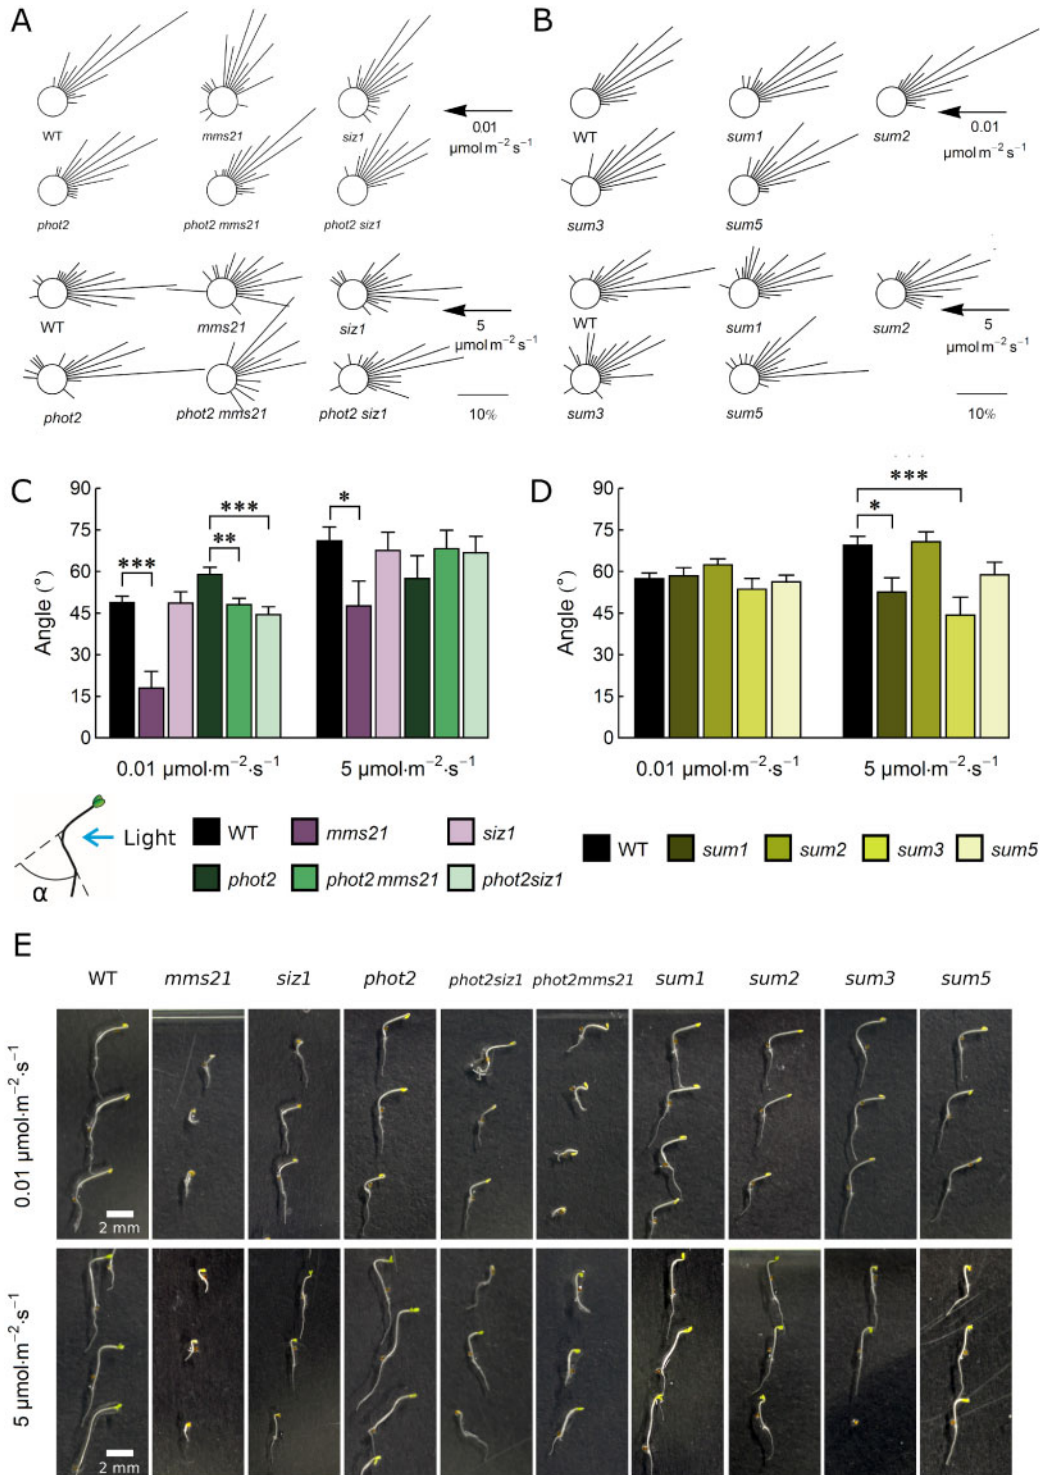 A
B
WT
mms21
siz1
0.01
µmol m−2 s−1
WT
sum1
sum2
0.01
µmol m−2 s−1
phot2
phot2 mms21
phot2 siz1
sum3
sum5
WT
mms21
siz1
5
µmol m−2 s−1
WT
sum1
sum2
5
µmol m−2 s−1
phot2
phot2 mms21
phot2 siz1
10%
sum3
sum5
10%
C
Angle (°)
90
75
60
45
30
15
0
***
***
**
*
0.01 µmol·m−2·s−1
5 µmol·m−2·s−1
D
Angle (°)
90
75
60
45
30
15
0
***
*
0.01 µmol·m−2·s−1
5 µmol·m−2·s−1
Light
α
WT
mms21
siz1
phot2
phot2 mms21
phot2siz1
WT
sum1
sum2
sum3
sum5
E
WT
mms21
siz1
phot2
phot2siz1
phot2mms21
sum1
sum2
sum3
sum5
0.01 µmol·m−2·s−1
2 mm
5 µmol·m−2·s−1
2 mm